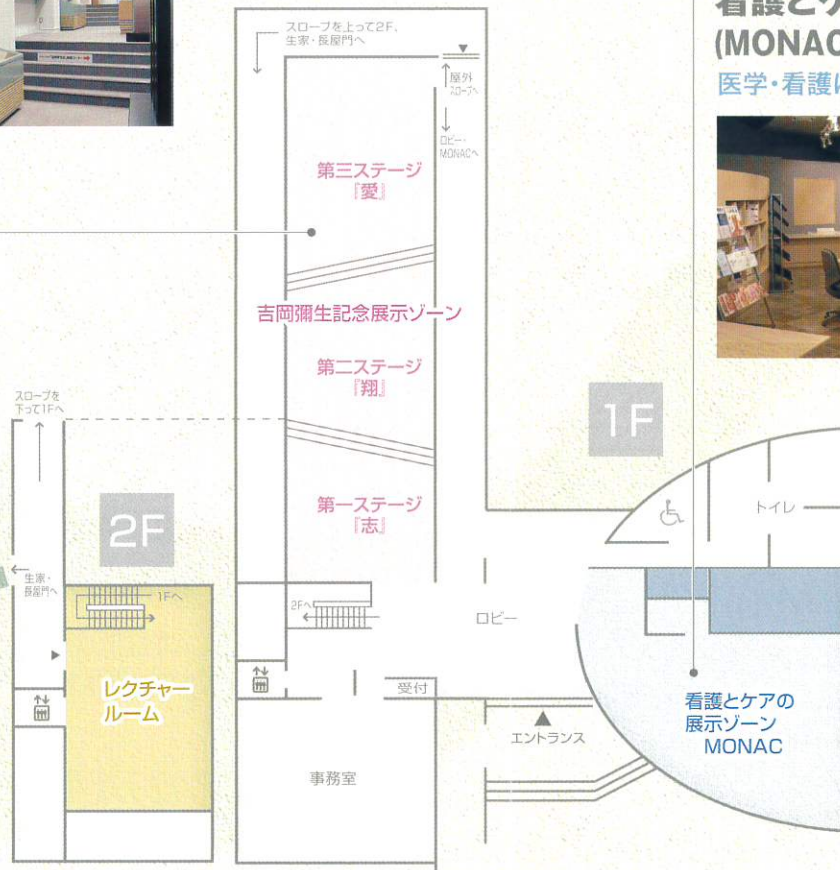 スロープを上って2F、
生家・長屋門へ
屋外
スロープへ
ロビー・
MONACへ
(MONAC
医学・看護
第三ステージ
『愛』
吉岡彌生記念展示ゾーン
第二ステージ
『翔』
第一ステージ
『志』
スロープを
下って1Fへ
2F
生家・
長屋門へ
1Fへ
レクチャー
ルーム
1F
トイレ
2Fへ
ロビー
受付
エントランス
事務室
看護とケアの
展示ゾーン
MONAC